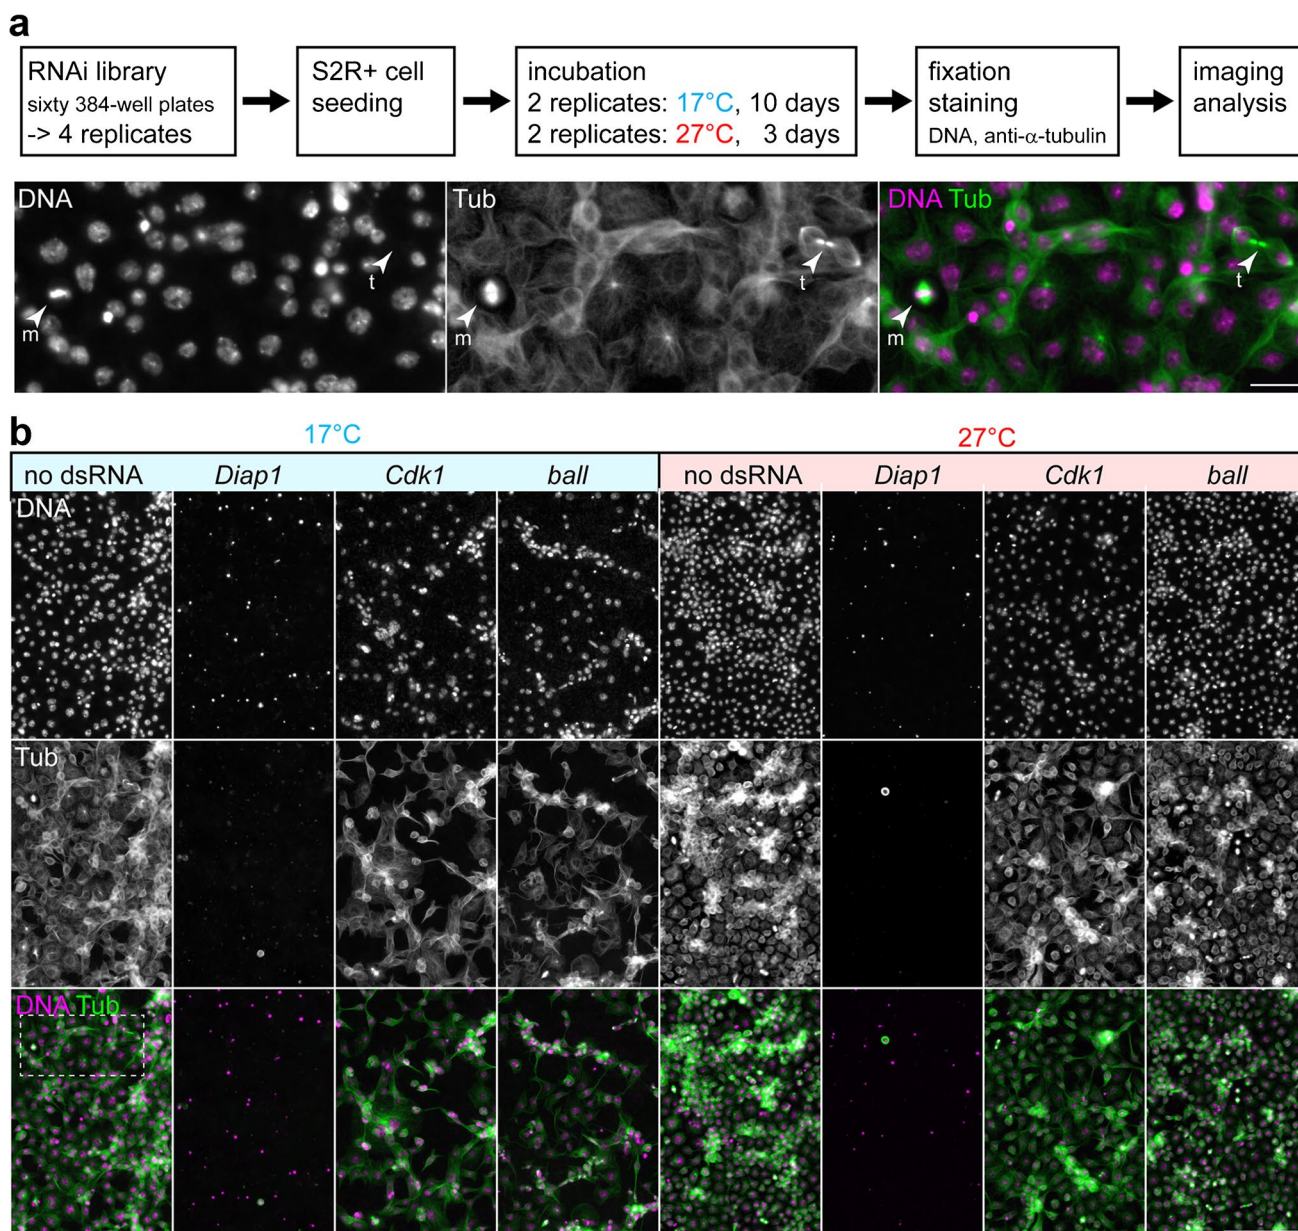 a
RNAi library
sixty 384-well plates
-> 4 replicates
S2R+ cell
seeding
incubation
2 replicates: 17°C, 10 days
2 replicates: 27°C, 3 days
fixation
staining
DNA, anti-α-tubulin
imaging
analysis
DNA
m
t
Tub
m
t
DNA Tub
m
t
b
17°C
27°C
no dsRNA Diap1 Cdk1 ball no dsRNA Diap1 Cdk1 ball
DNA
Tub
DNA Tub